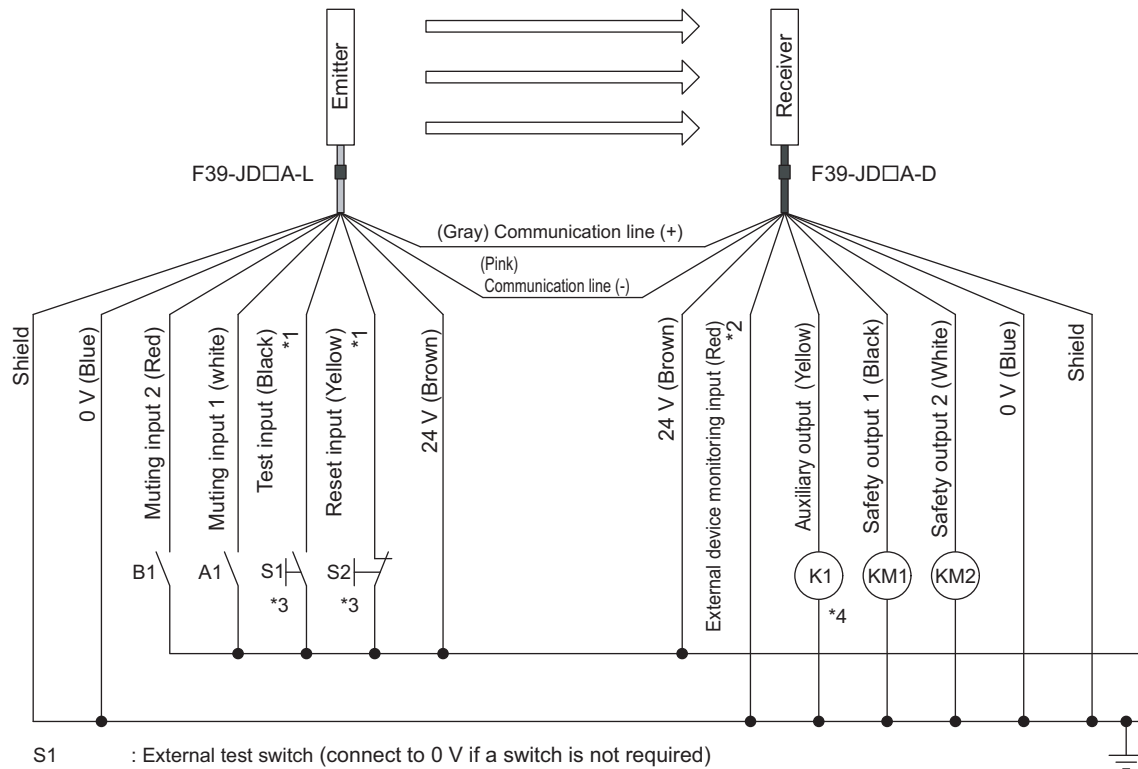 Emitter
Receiver
F39-JD□A-L
F39-JD□A-D
(Gray) Communication line (+)
(Pink)
Communication line (-)
Shield
0 V (Blue)
Muting input 2 (Red)
Muting input 1 (white)
Test input (Black)
*1
Reset input (Yellow)
*1
24 V (Brown)
24 V (Brown)
External device monitoring input (Red)
*2
Auxiliary output (Yellow)
Safety output 1 (Black)
Safety output 2 (White)
0 V (Blue)
Shield
B1
A1
S1
*3
S2
*3
K1
*4
KM1
KM2
S1 : External test switch (connect to 0 V if a switch is not required)